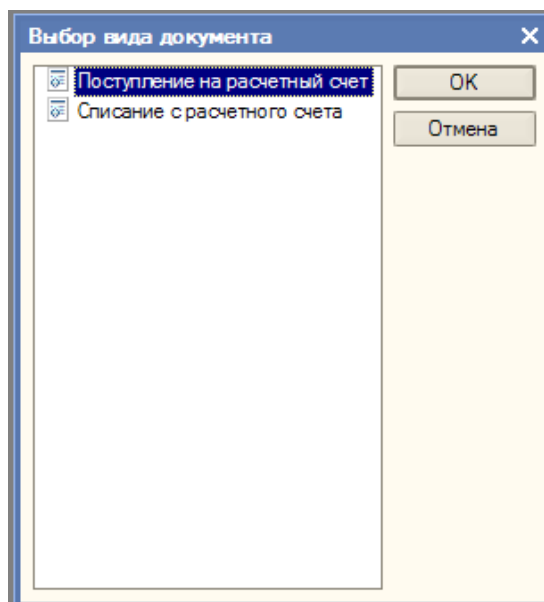 Выбор вида документа
Поступление на расчетный счет
OK
Списание с расчетного счета
Отмена